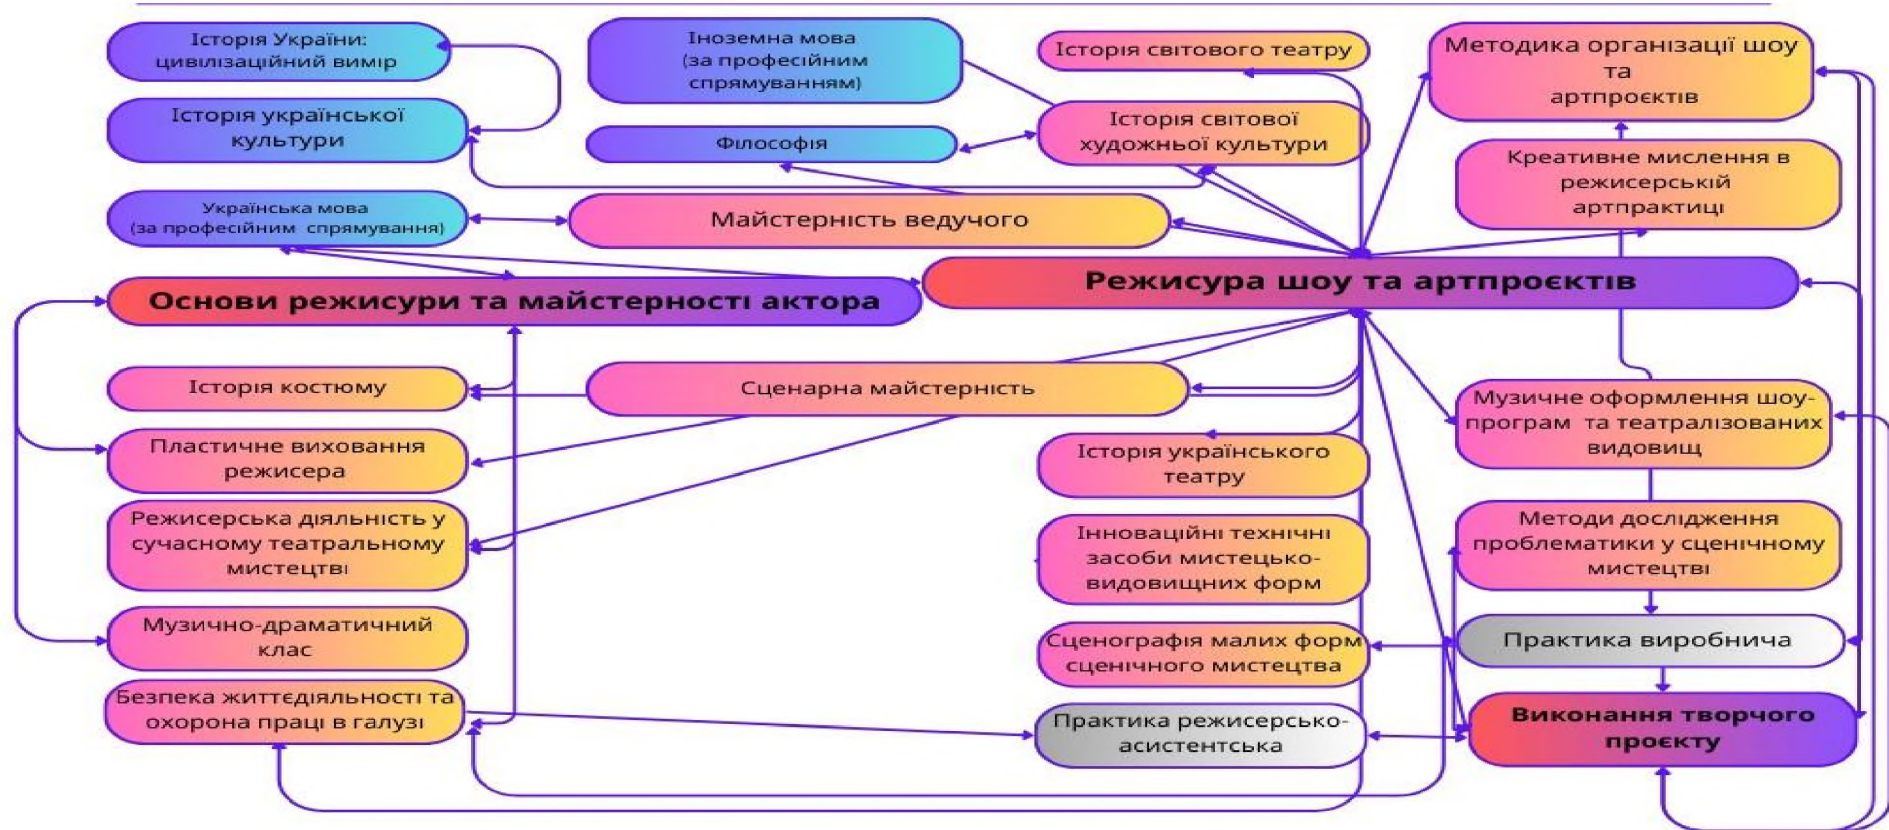 Історія України:
цивілізаційний вимір
Історія української
культури
Українська мова
(за професійним спрямування)
Іноземна мова
(за професійним
спрямуванням)
Філософія
Історія світового театру
Історія світової
художньої культури
Методика організації шоу
та
артпроєктів
Креативне мислення в
режисерській
артпрактиці
Майстерність ведучого
Основи режисури та майстерності актора
Режисура шоу та артпроєктів
Історія костюму
Пластичне виховання
режисера
Режисерська діяльність у
сучасному театральному
мистецтві
Музично-драматичний
клас
Безпека життєдіяльності та
охорона праці в галузі
Сценарна майстерність
Історія українського
театру
Інноваційні технічні
засоби мистецько-
видовищних форм
Сценографія малих форм
сценічного мистецтва
Практика режисерсько-
асистентська
Музичне оформлення шоу-
програм та театралізованих
видовищ
Методи дослідження
проблематики у сценічному
мистецтві
Практика виробнича
Виконання творчого
проєкту